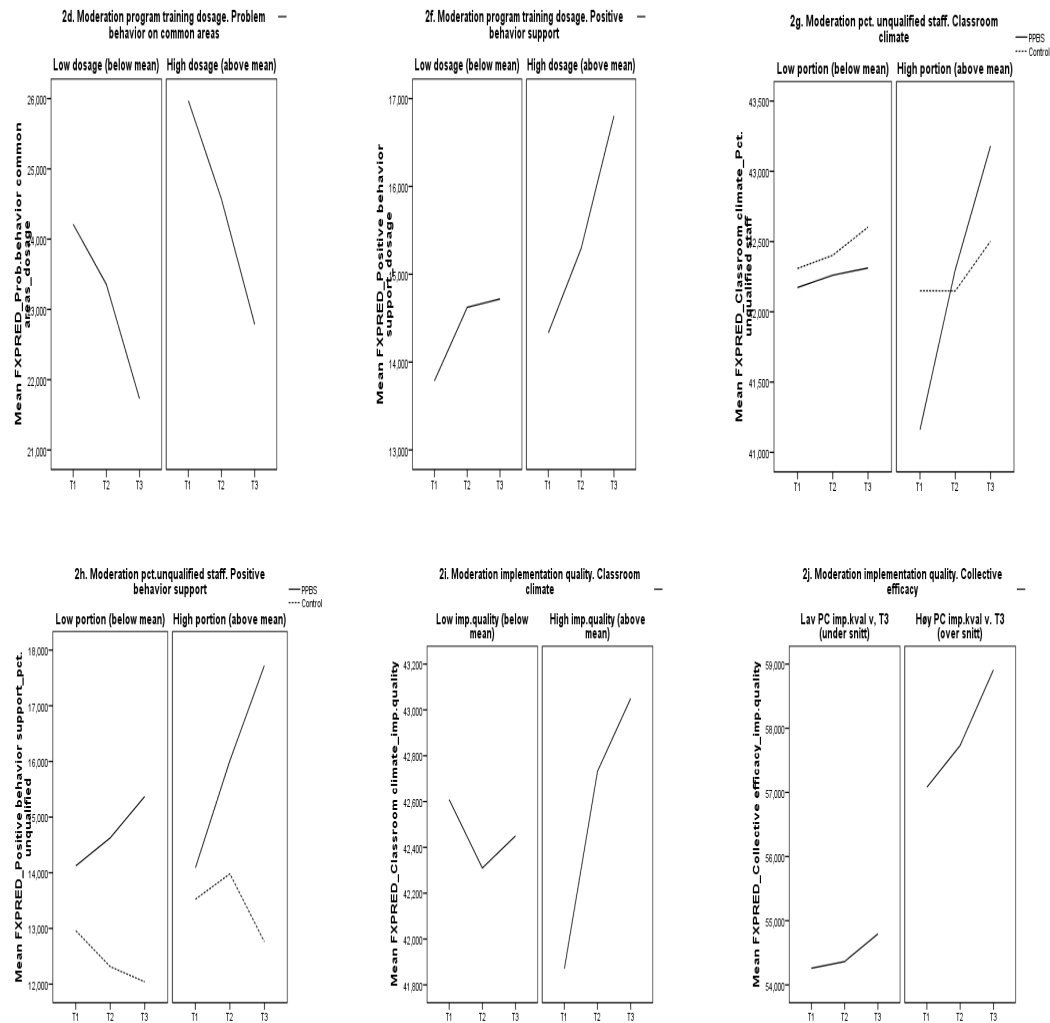 2d. Moderation program training dosage. Problem
behavior on common areas
Low dosage (below mean)
High dosage (above mean)
Mean FXPRED_Prob.behavior common
areas_dosage
26,000
25,000
24,000
23,000
22,000
21,000
T1
T2
T3
T1
T2
T3
2f. Moderation program training dosage. Positive
behavior support
Low dosage (below mean)
High dosage (above mean)
Mean FXPRED_Positive behavior
support_dosage
17,000
16,000
15,000
14,000
13,000
T1
T2
T3
T1
T2
T3
2g. Moderation pct. unqualified staff. Classroom
climate
PPBS
Control
Low portion (below mean)
High portion (above mean)
Mean FXPRED_Classroom climate_Pct.
unqualified staff
43,500
43,000
42,500
42,000
41,500
41,000
T1
T2
T3
T1
T2
T3
2h. Moderation pct.unqualified staff. Positive
behavior support
PPBS
Control
Low portion (below mean)
High portion (above mean)
Mean FXPRED_Positive behavior support_pct.
unqualified
18,000
17,000
16,000
15,000
14,000
13,000
12,000
T1
T2
T3
T1
T2
T3
2i. Moderation implementation quality. Classroom
climate
Low imp.quality (below
mean)
High imp.quality (above
mean)
Mean FXPRED_Classroom climate_imp.quality
43,200
43,000
42,800
42,600
42,400
42,200
42,000
41,800
T1
T2
T3
T1
T2
T3
2j. Moderation implementation quality. Collective
efficacy
Lav PC imp.kval v, T3
(under snitt)
Høy PC imp.kval v. T3
(over snitt)
Mean FXPRED_Collective efficacy_imp.quality
59,000
58,000
57,000
56,000
55,000
54,000
T1
T2
T3
T1
T2
T3